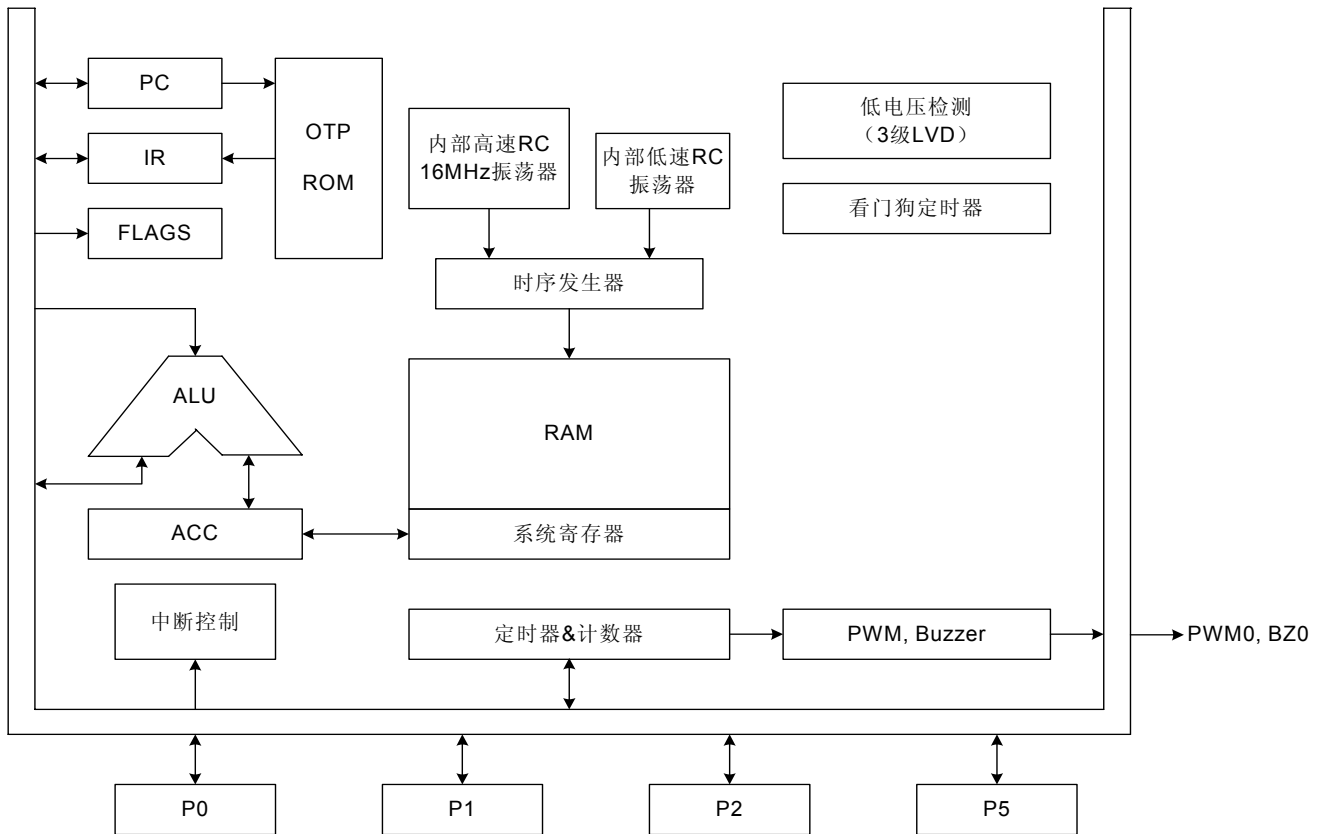 PC
OTP
ROM
IR
FLAGS
内部高速RC
16MHz振荡器
内部低速RC
振荡器
低电压检测
（3级LVD）
看门狗定时器
时序发生器
ALU
RAM
ACC
系统寄存器
中断控制
定时器&计数器
PWM, Buzzer
PWM0, BZ0
P0
P1
P2
P5